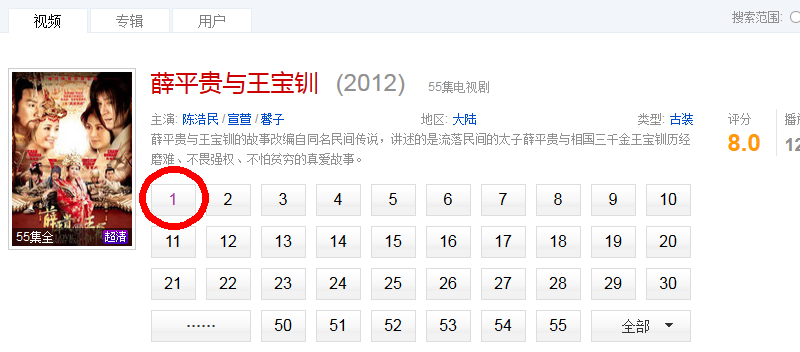 视频 专辑 用户 搜索范围:
薛平贵与王宝钏 (2012) 55集电视剧
主演: 陈浩民 / 宣萱 / 馨子 地区: 大陆 类型: 古装 评分
薛平贵与王宝钏的故事改编自同名民间传说，讲述的是流落民间的太子薛平贵与相国三千金王宝钏历经 8.0
磨难、不畏强权、不怕贫穷的真爱故事。
1 2 3 4 5 6 7 8 9 10
11 12 13 14 15 16 17 18 19 20
55集全 超清
21 22 23 24 25 26 27 28 29 30
...... 50 51 52 53 54 55 全部